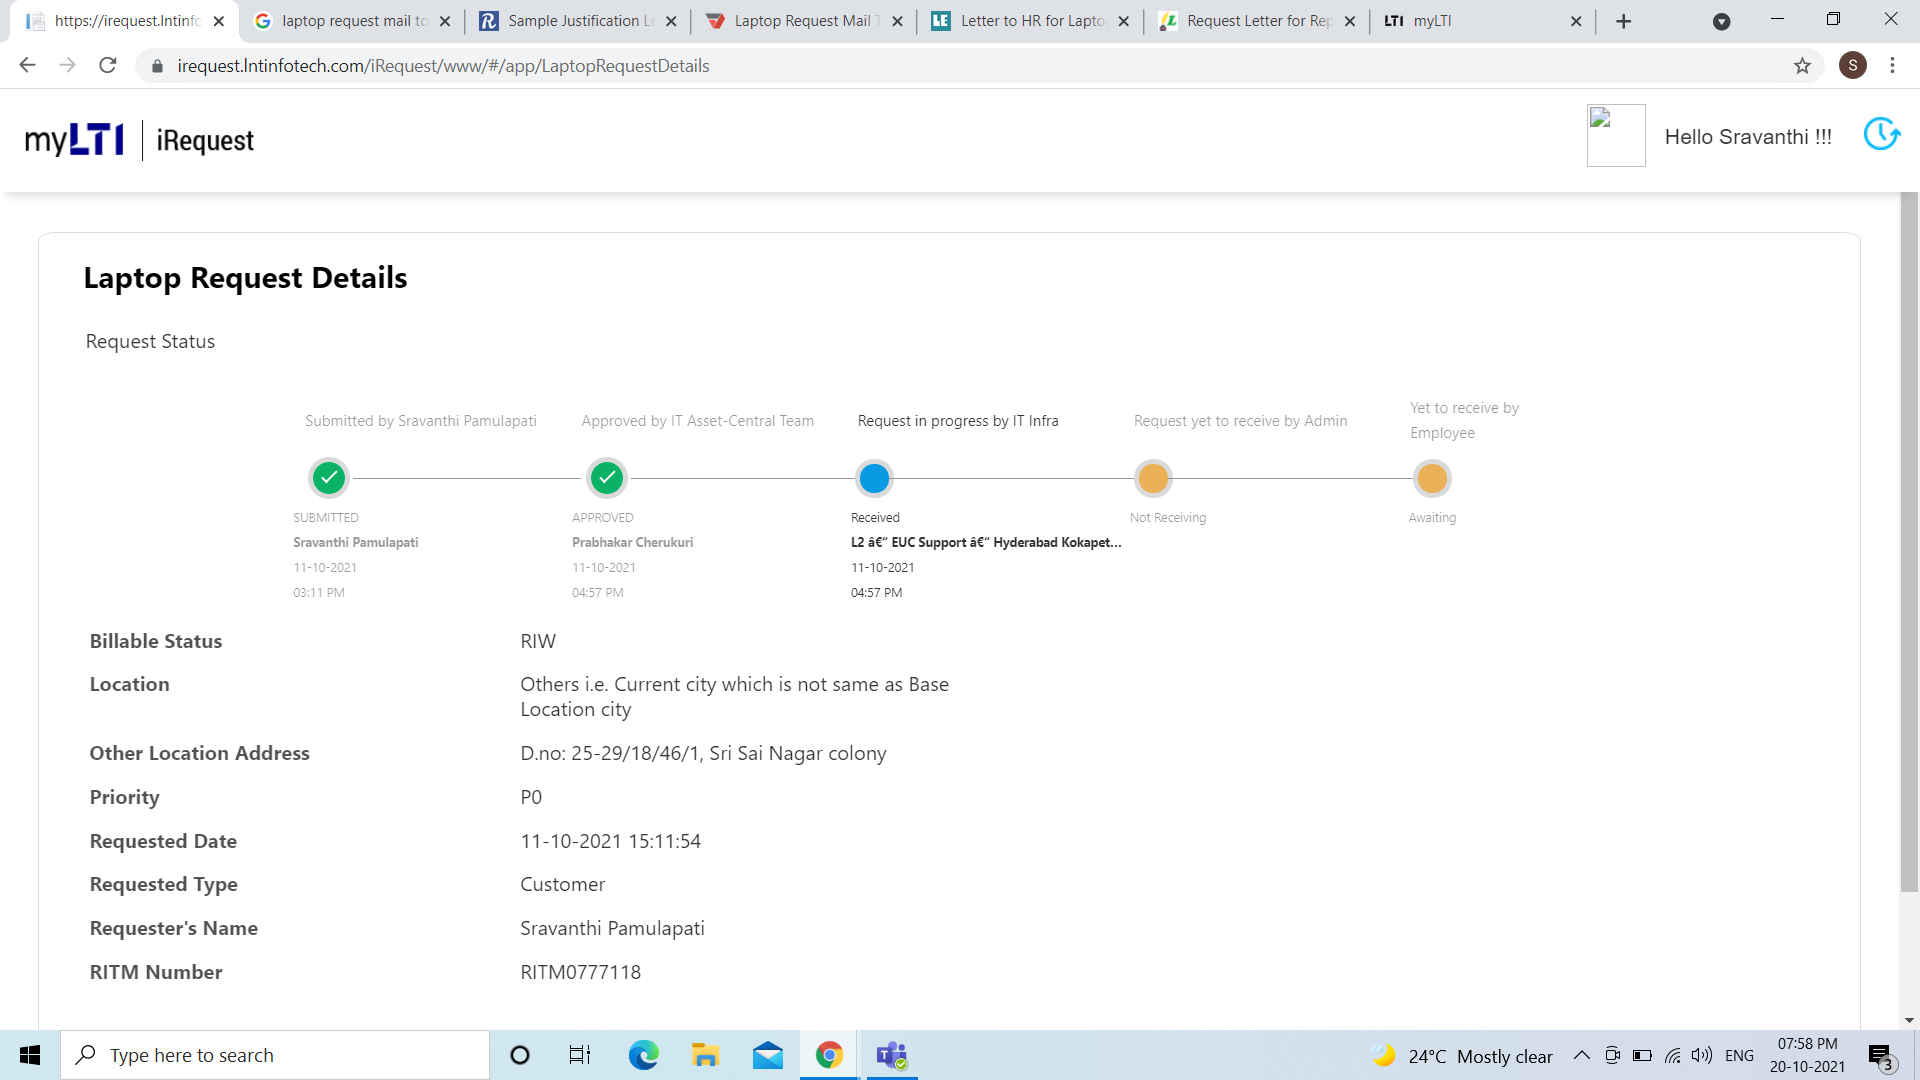 https://irequest.lntinfo
laptop request mail to
Sample Justification Le
Laptop Request Mail T
LE Letter to HR for Lapto
Request Letter for Rep
LTI myLTI
irequest.lntinfotech.com/iRequest/www/#/app/LaptopRequestDetails
S
myLTI iRequest
Hello Sravanthi !!!
Laptop Request Details
Request Status
Submitted by Sravanthi Pamulapati
Approved by IT Asset-Central Team
Request in progress by IT Infra
Request yet to receive by Admin
Yet to receive by
Employee
SUBMITTED
Sravanthi Pamulapati
11-10-2021
03:11 PM
APPROVED
Prabhakar Cherukuri
11-10-2021
04:57 PM
Received
L2 â€“ EUC Support â€“ Hyderabad Kokapet...
11-10-2021
04:57 PM
Not Receiving
Awaiting
Billable Status RIW
Location Others i.e. Current city which is not same as Base
Location city
Other Location Address D.no: 25-29/18/46/1, Sri Sai Nagar colony
Priority P0
Requested Date 11-10-2021 15:11:54
Requested Type Customer
Requester's Name Sravanthi Pamulapati
RITM Number RITM0777118
Type here to search
24°C Mostly clear
ENG
07:58 PM
20-10-2021
3